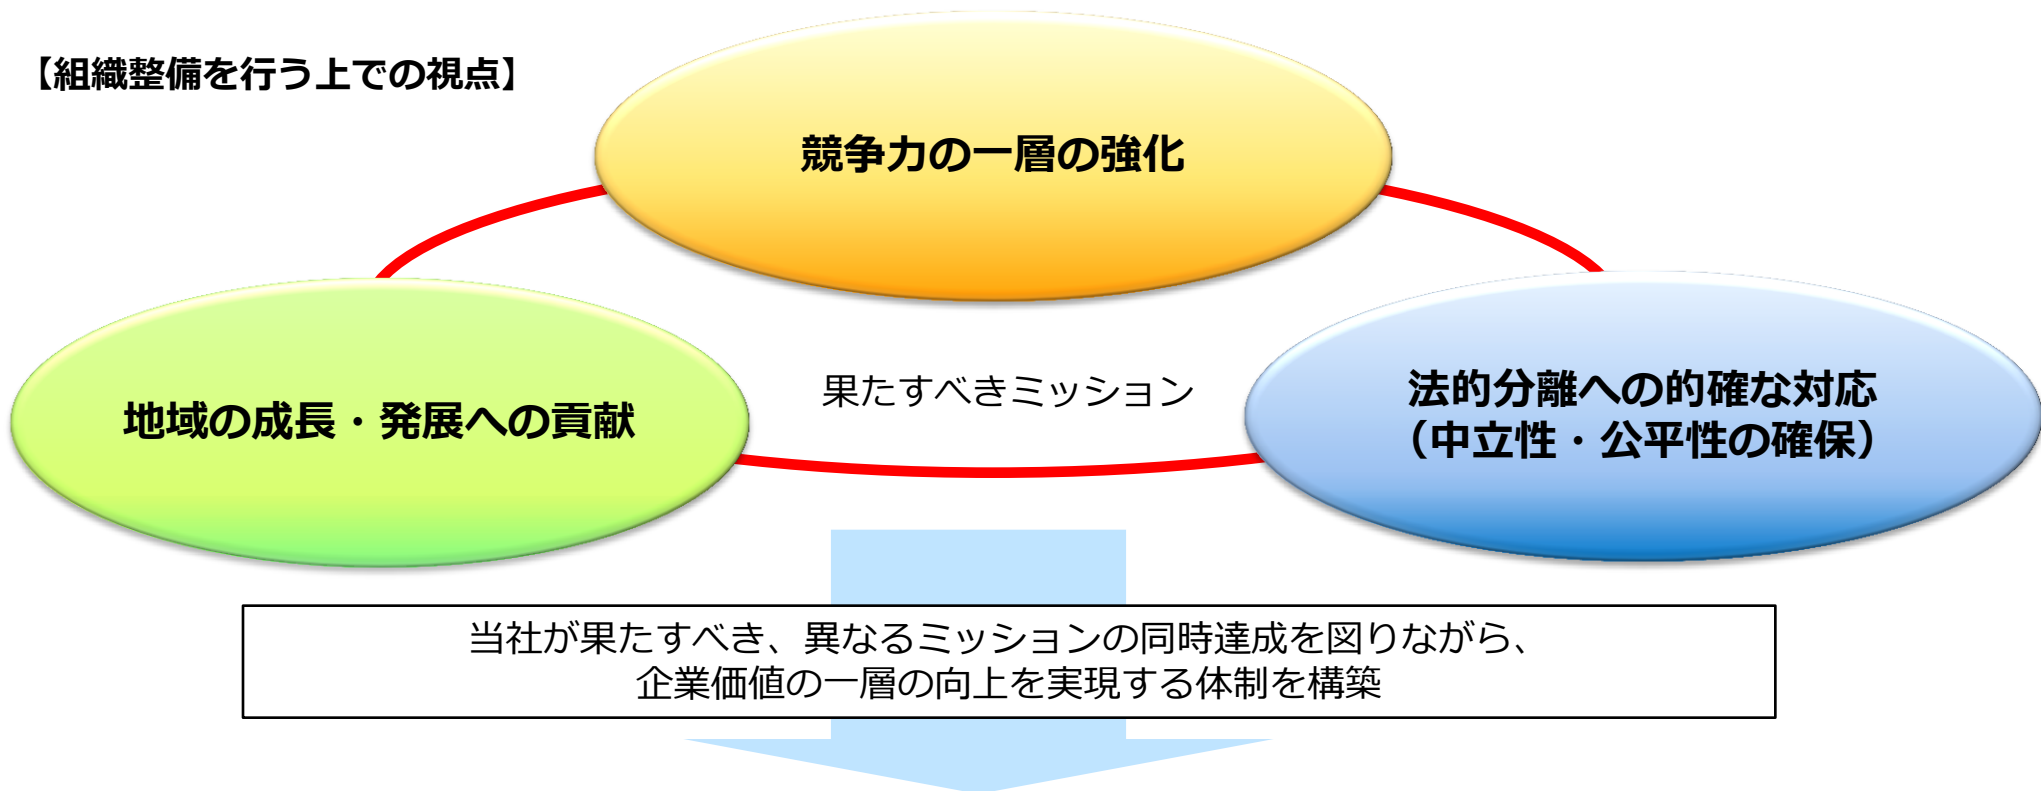 【組織整備を行う上での視点】
競争力の一層の強化
地域の成長・発展への貢献
果たすべきミッション
法的分離への的確な対応
（中立性・公平性の確保）
当社が果たすべき、異なるミッションの同時達成を図りながら、
企業価値の一層の向上を実現する体制を構築